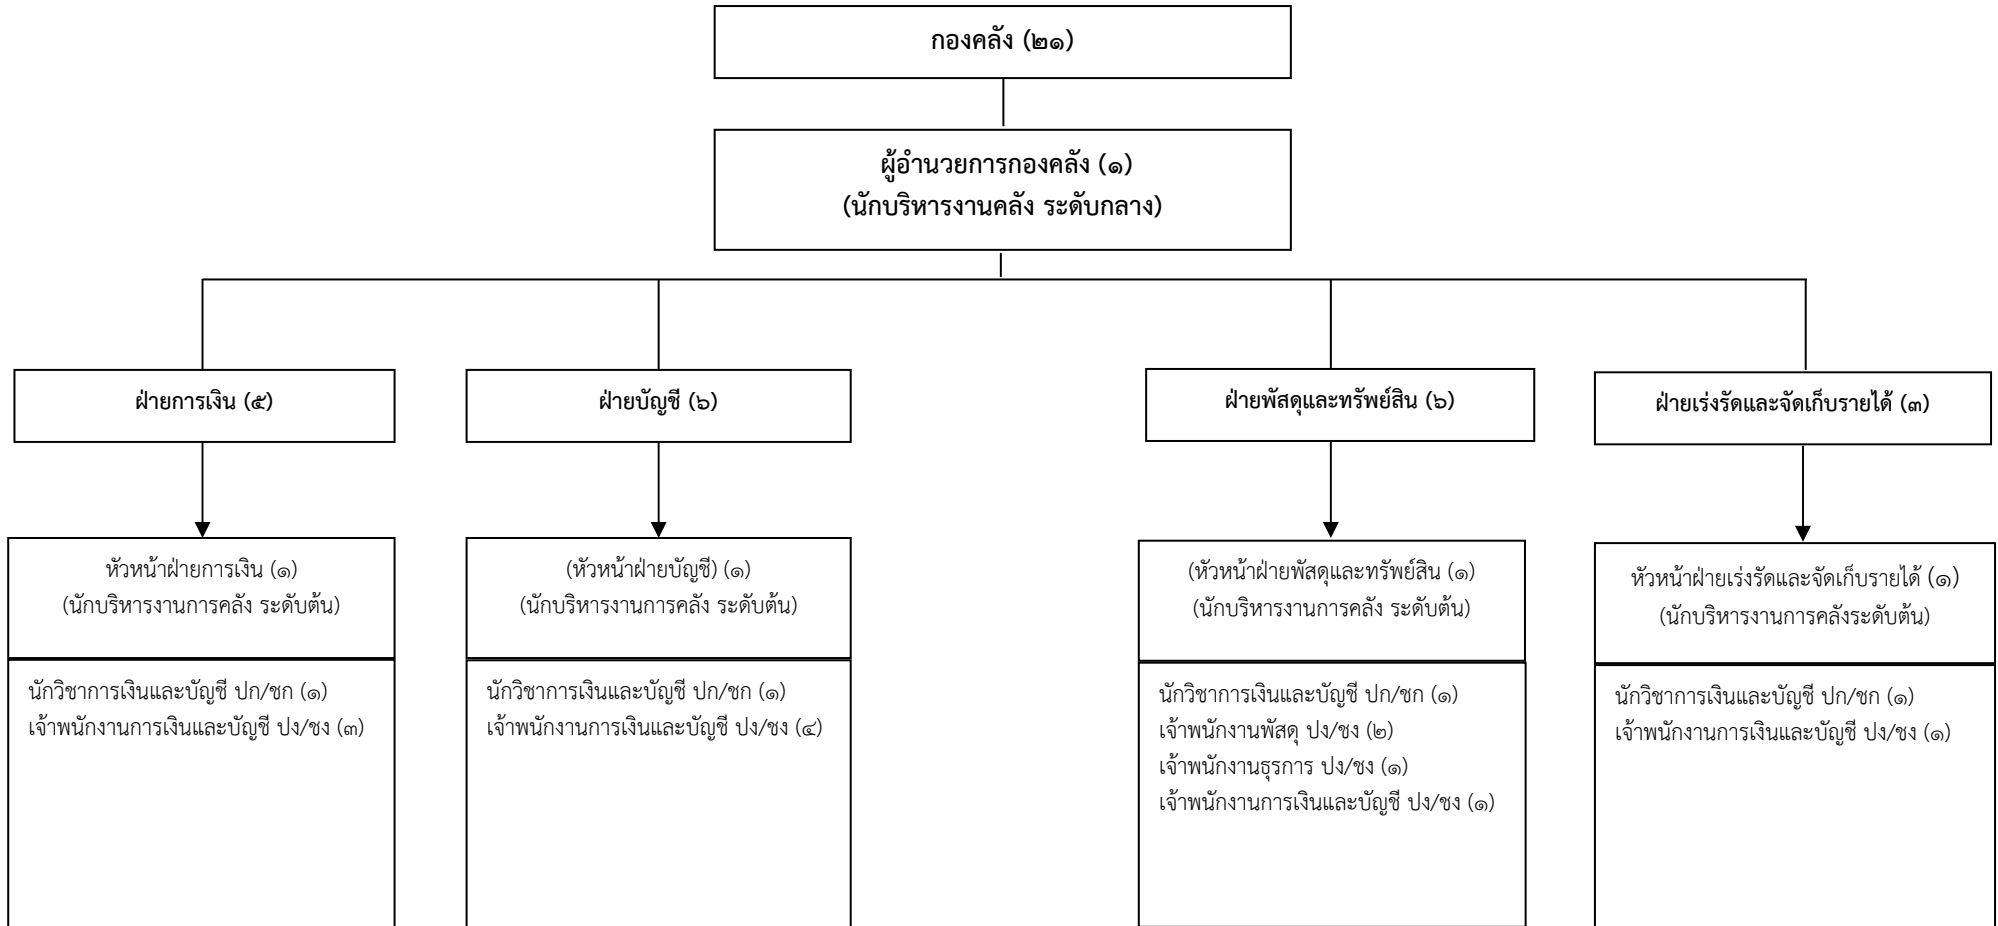 กองคลัง (๒๑)
ผู้อำนวยการกองคลัง (๑)
(นักบริหารงานคลัง ระดับกลาง)
ฝ่ายการเงิน (๕)
ฝ่ายบัญชี (๖)
ฝ่ายพัสดุและทรัพย์สิน (๖)
ฝ่ายเร่งรัดและจัดเก็บรายได้ (๓)
หัวหน้าฝ่ายการเงิน (๑)
(นักบริหารงานการคลัง ระดับต้น)
นักวิชาการเงินและบัญชี ปก/ชก (๑)
เจ้าพนักงานการเงินและบัญชี ปง/ชง (๓)
(หัวหน้าฝ่ายบัญชี) (๑)
(นักบริหารงานการคลัง ระดับต้น)
นักวิชาการเงินและบัญชี ปก/ชก (๑)
เจ้าพนักงานการเงินและบัญชี ปง/ชง (๔)
(หัวหน้าฝ่ายพัสดุและทรัพย์สิน (๑)
(นักบริหารงานการคลัง ระดับต้น)
นักวิชาการเงินและบัญชี ปก/ชก (๑)
เจ้าพนักงานพัสดุ ปง/ชง (๒)
เจ้าพนักงานธุรการ ปง/ชง (๑)
เจ้าพนักงานการเงินและบัญชี ปง/ชง (๑)
หัวหน้าฝ่ายเร่งรัดและจัดเก็บรายได้ (๑)
(นักบริหารงานการคลังระดับต้น)
นักวิชาการเงินและบัญชี ปก/ชก (๑)
เจ้าพนักงานการเงินและบัญชี ปง/ชง (๑)